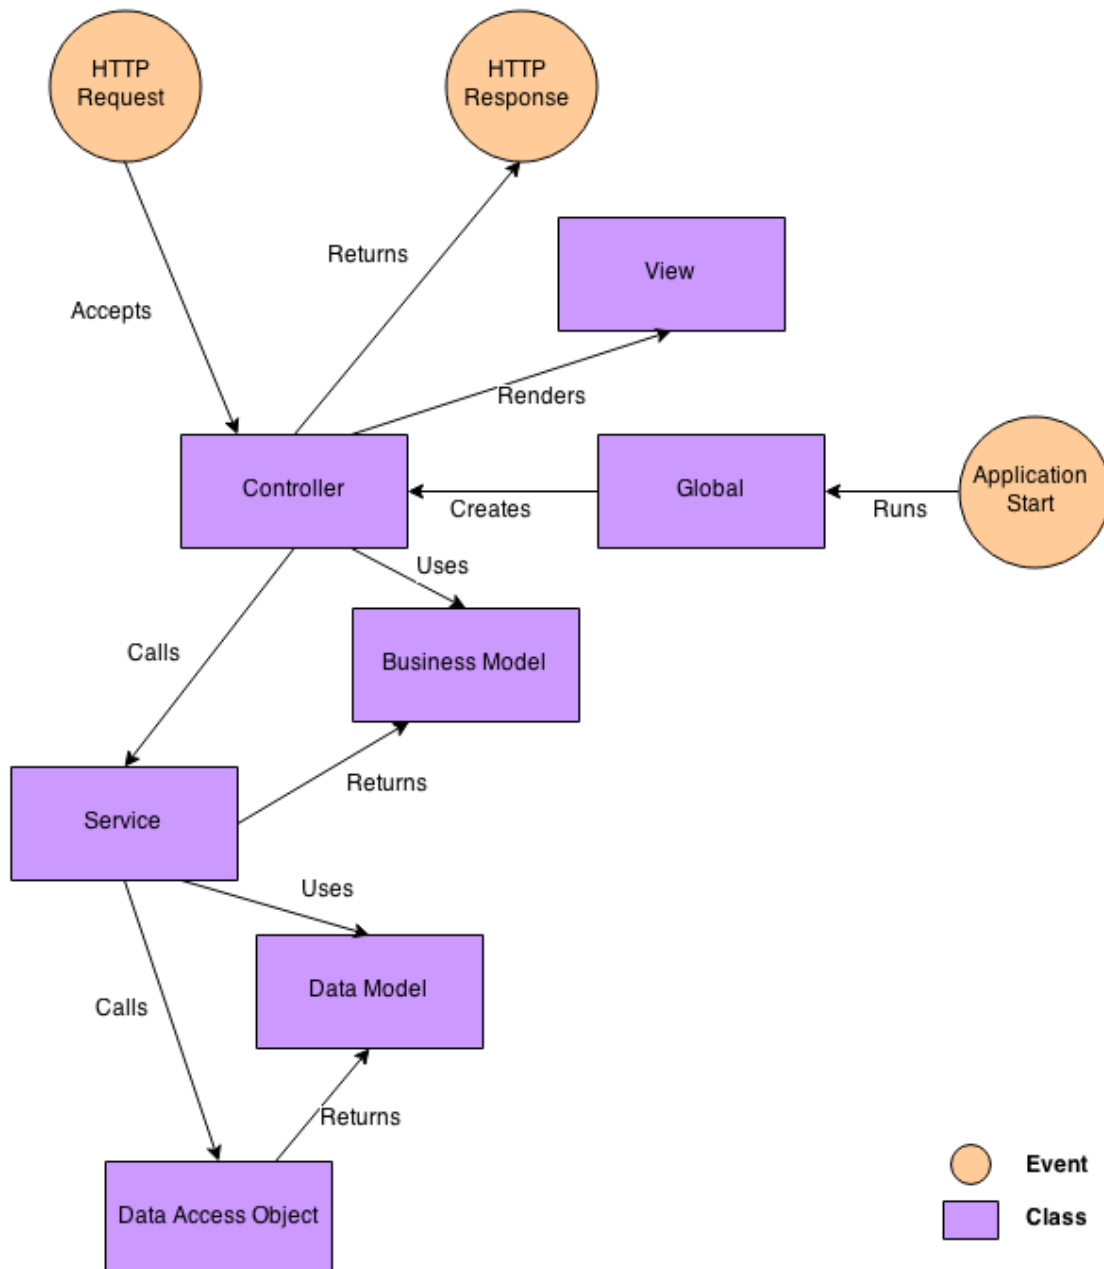 HTTP
Request
HTTP
Response
Returns
View
Accepts
Renders
Controller
Global
Application
Start
Creates
Runs
Uses
Calls
Business Model
Returns
Service
Uses
Data Model
Calls
Returns
Event
Data Access Object
Class